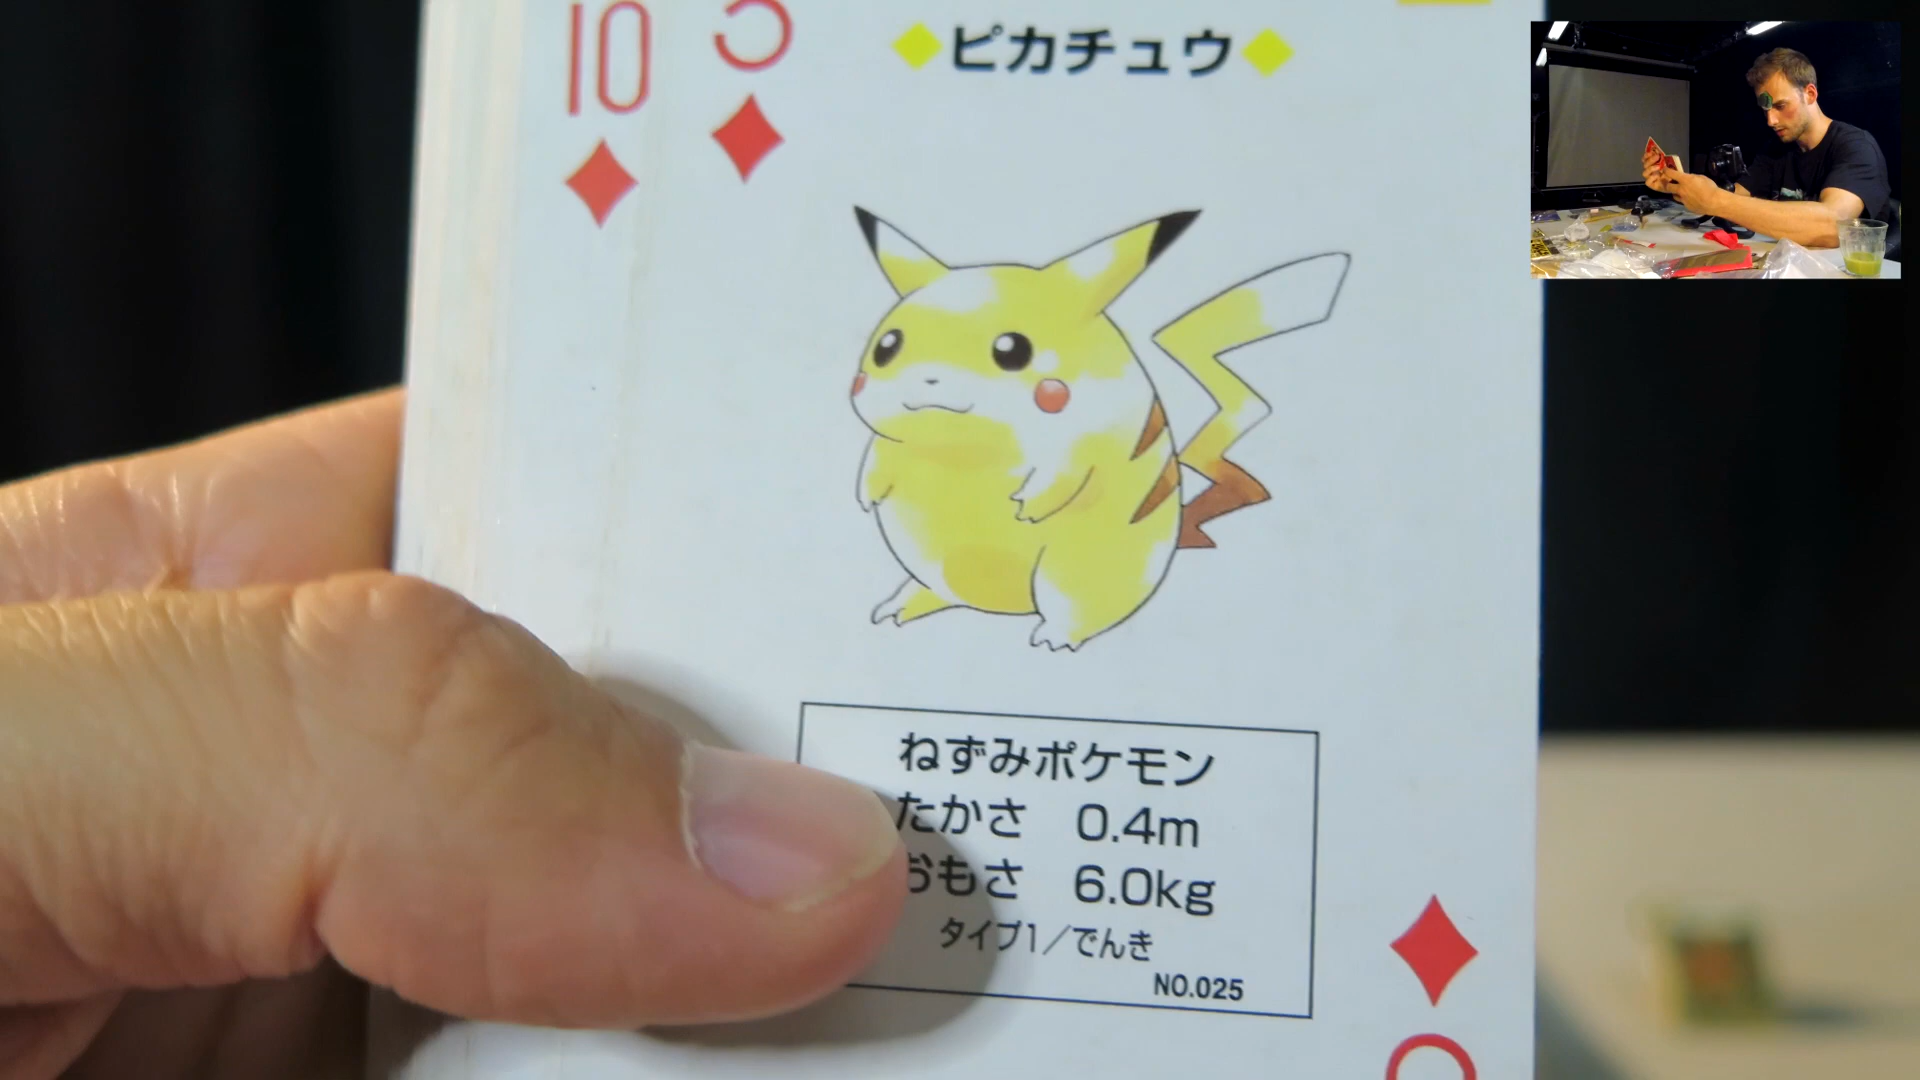 10
◆ピカチュウ◆
ねずみポケモン
たかさ 0.4m
おもさ 6.0kg
タイプ1/でんき
NO.025